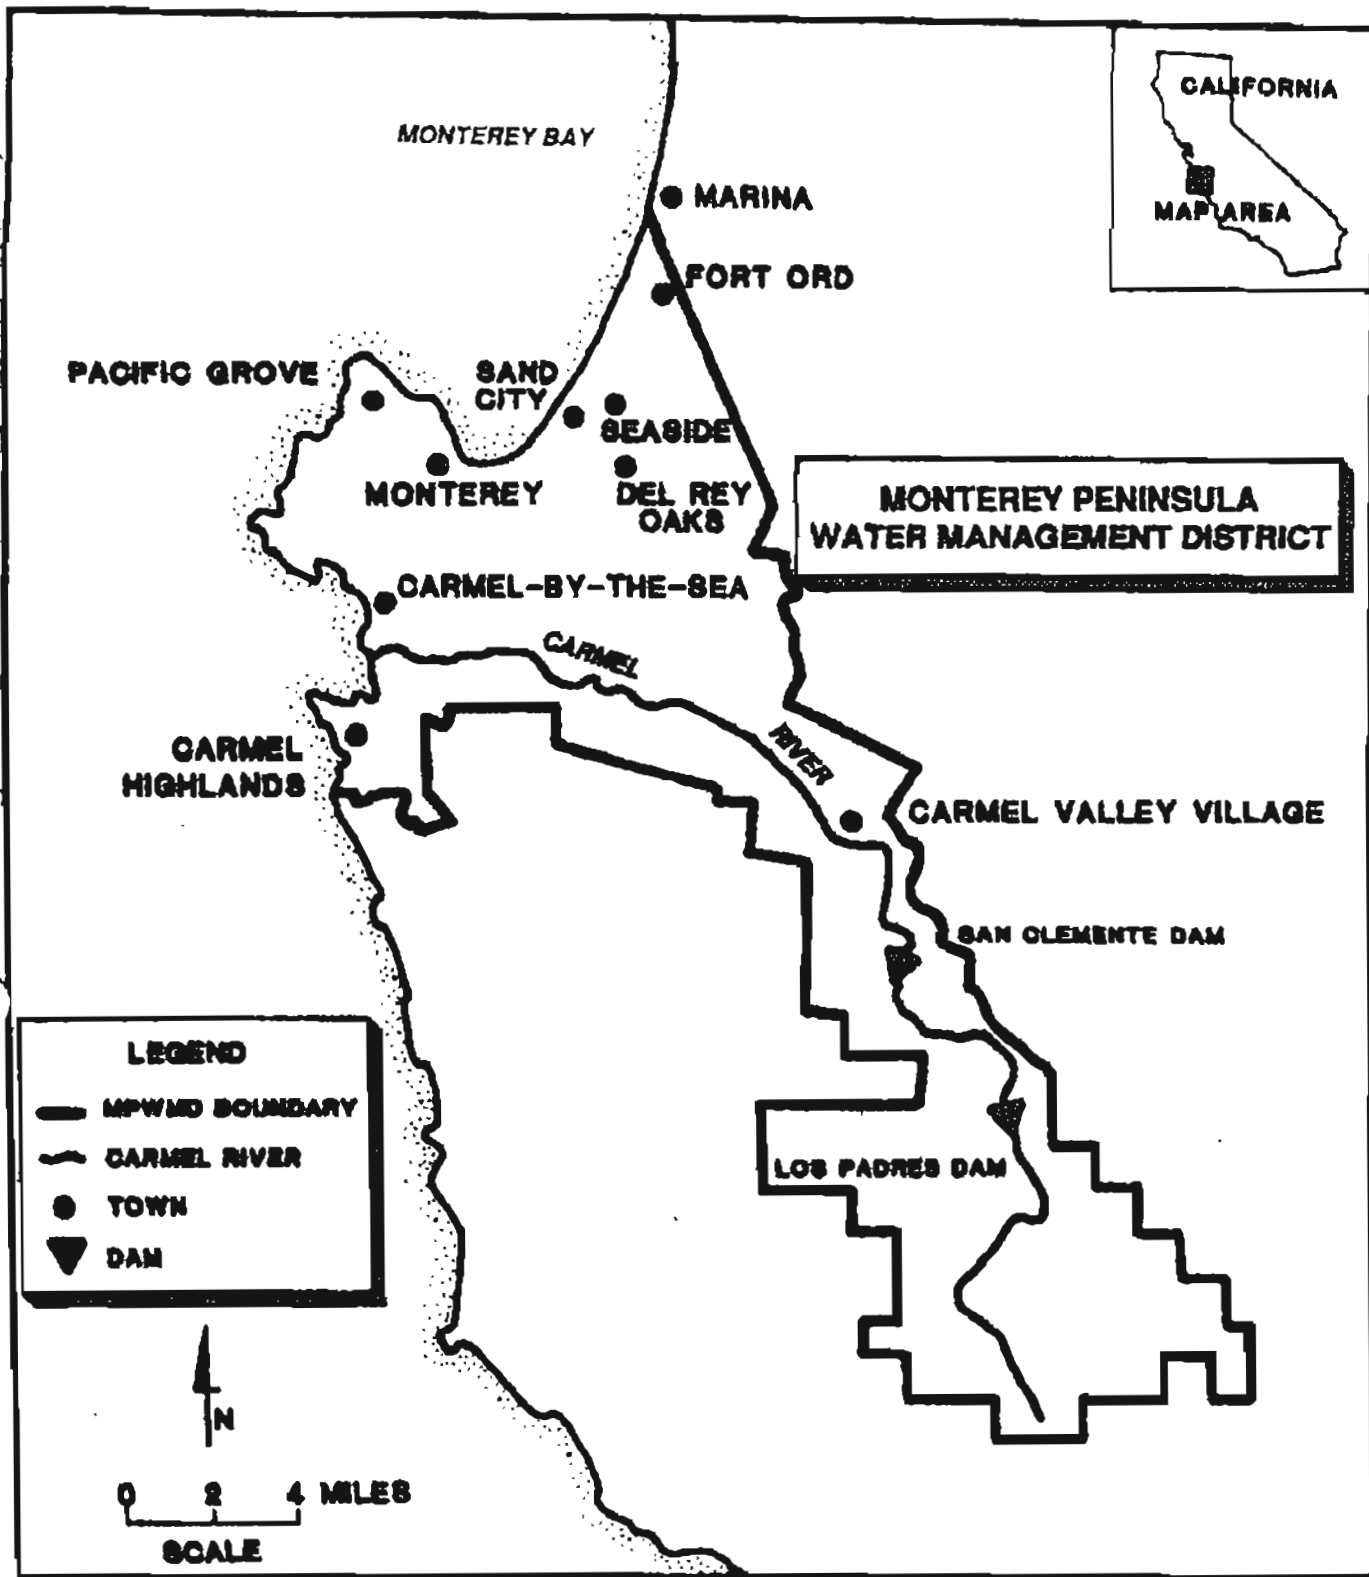 CALIFORNIA
MAP AREA
MONTEREY BAY
MARINA
FORT ORD
PACIFIC GROVE
SAND
CITY
SEASIDE
MONTEREY
DEL REY
OAKS
MONTEREY PENINSULA
WATER MANAGEMENT DISTRICT
CARMEL-BY-THE-SEA
CARMEL
RIVER
CARMEL
HIGHLANDS
CARMEL VALLEY VILLAGE
SAN CLEMENTE DAM
LOS PADRES DAM
LEGEND
MPWMD BOUNDARY
CARMEL RIVER
TOWN
DAM
N
0 2 4 MILES
SCALE